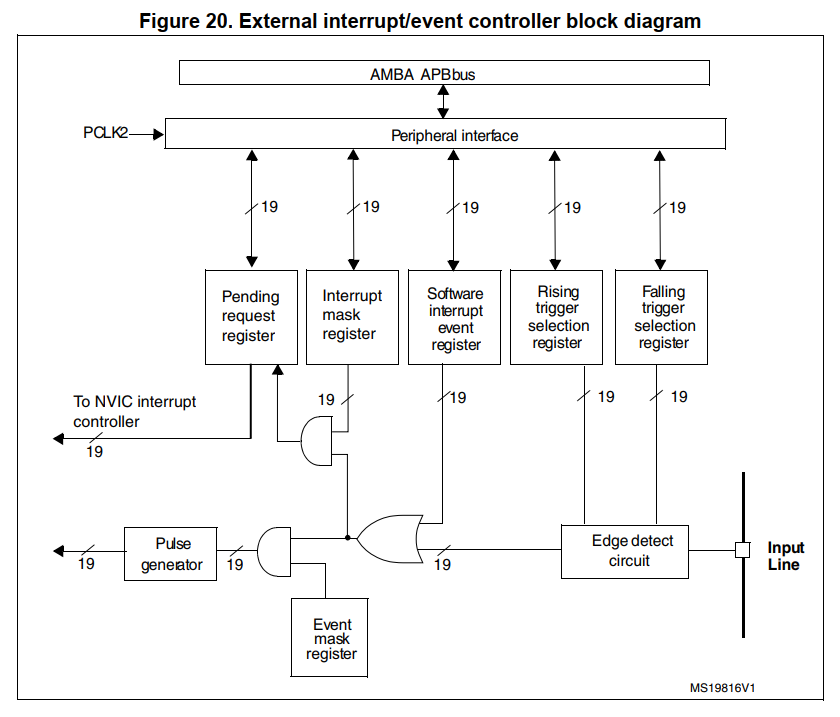 Figure 20. External interrupt/event controller block diagram
AMBA APB bus
PCLK2
Peripheral interface
19
19
19
19
19
Pending
request
register
Interrupt
mask
register
Software
interrupt
event
register
Rising
trigger
selection
register
Falling
trigger
selection
register
To NVIC interrupt
controller
19
19
19
19
19
Pulse
generator
19
19
19
Edge detect
circuit
Input
Line
Event
mask
register
MS19816V1